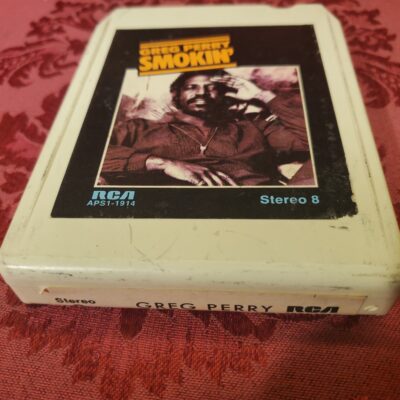 GREG PERRY
SMOKIN'
RCA
APS1-1914
Stereo 8
Stereo
GREG PERRY RCA